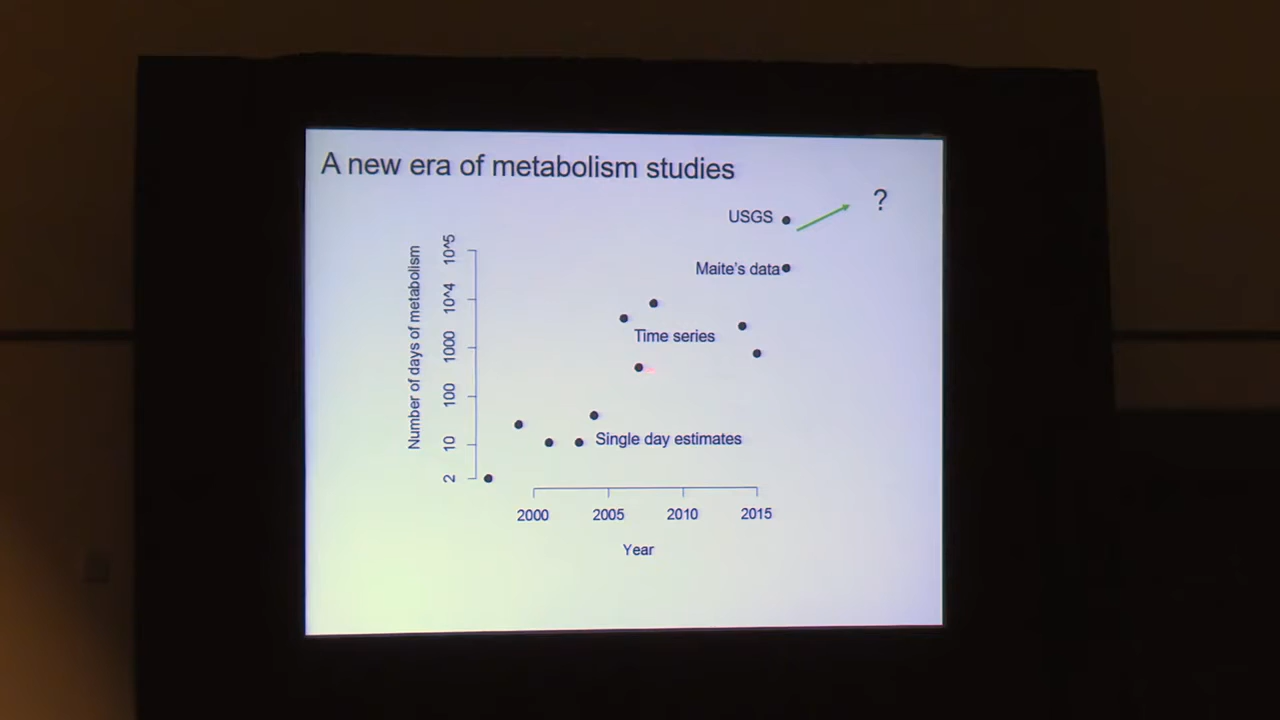 A new era of metabolism studies
?
USGS
Maite's data
Number of days of metabolism
10^5
10^4
1000
100
10
2
Time series
Single day estimates
2000 2005 2010 2015
Year